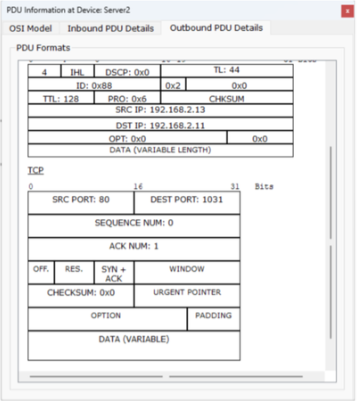 PDU Information at Device: Server2
OSI Model Inbound PDU Details Outbound PDU Details
PDU Formats
4 IHL DSCP: 0x0 TL: 44
ID: 0x88 0x2 0x0
TTL: 128 PRO: 0x6 CHKSUM
SRC IP: 192.168.2.13
DST IP: 192.168.2.11
OPT: 0x0 0x0
DATA (VARIABLE LENGTH)
TCP
0 16 31 Bits
SRC PORT: 80 DEST PORT: 1031
SEQUENCE NUM: 0
ACK NUM: 1
OFF. RES. SYN + ACK WINDOW
CHECKSUM: 0x0 URGENT POINTER
OPTION PADDING
DATA (VARIABLE)